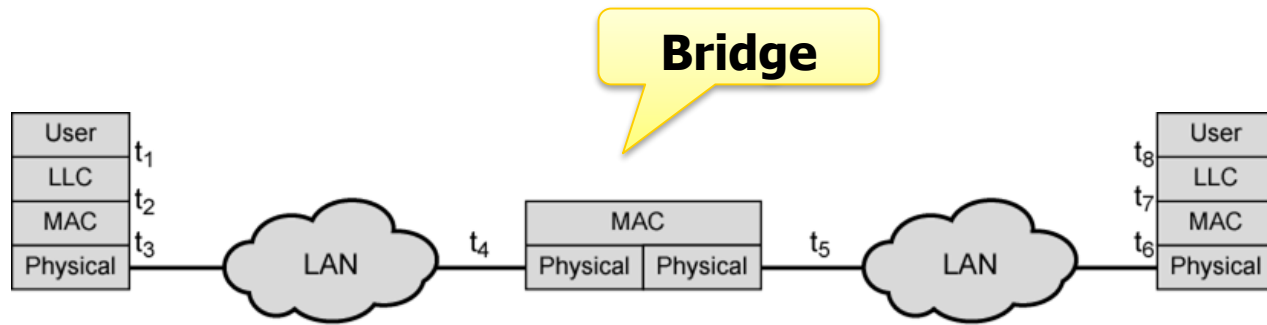 Bridge
User
t₁
LLC
t₂
MAC
t₃
Physical
LAN
t₄
MAC
Physical Physical
t₅
LAN
User
t₈
LLC
t₇
MAC
t₆
Physical